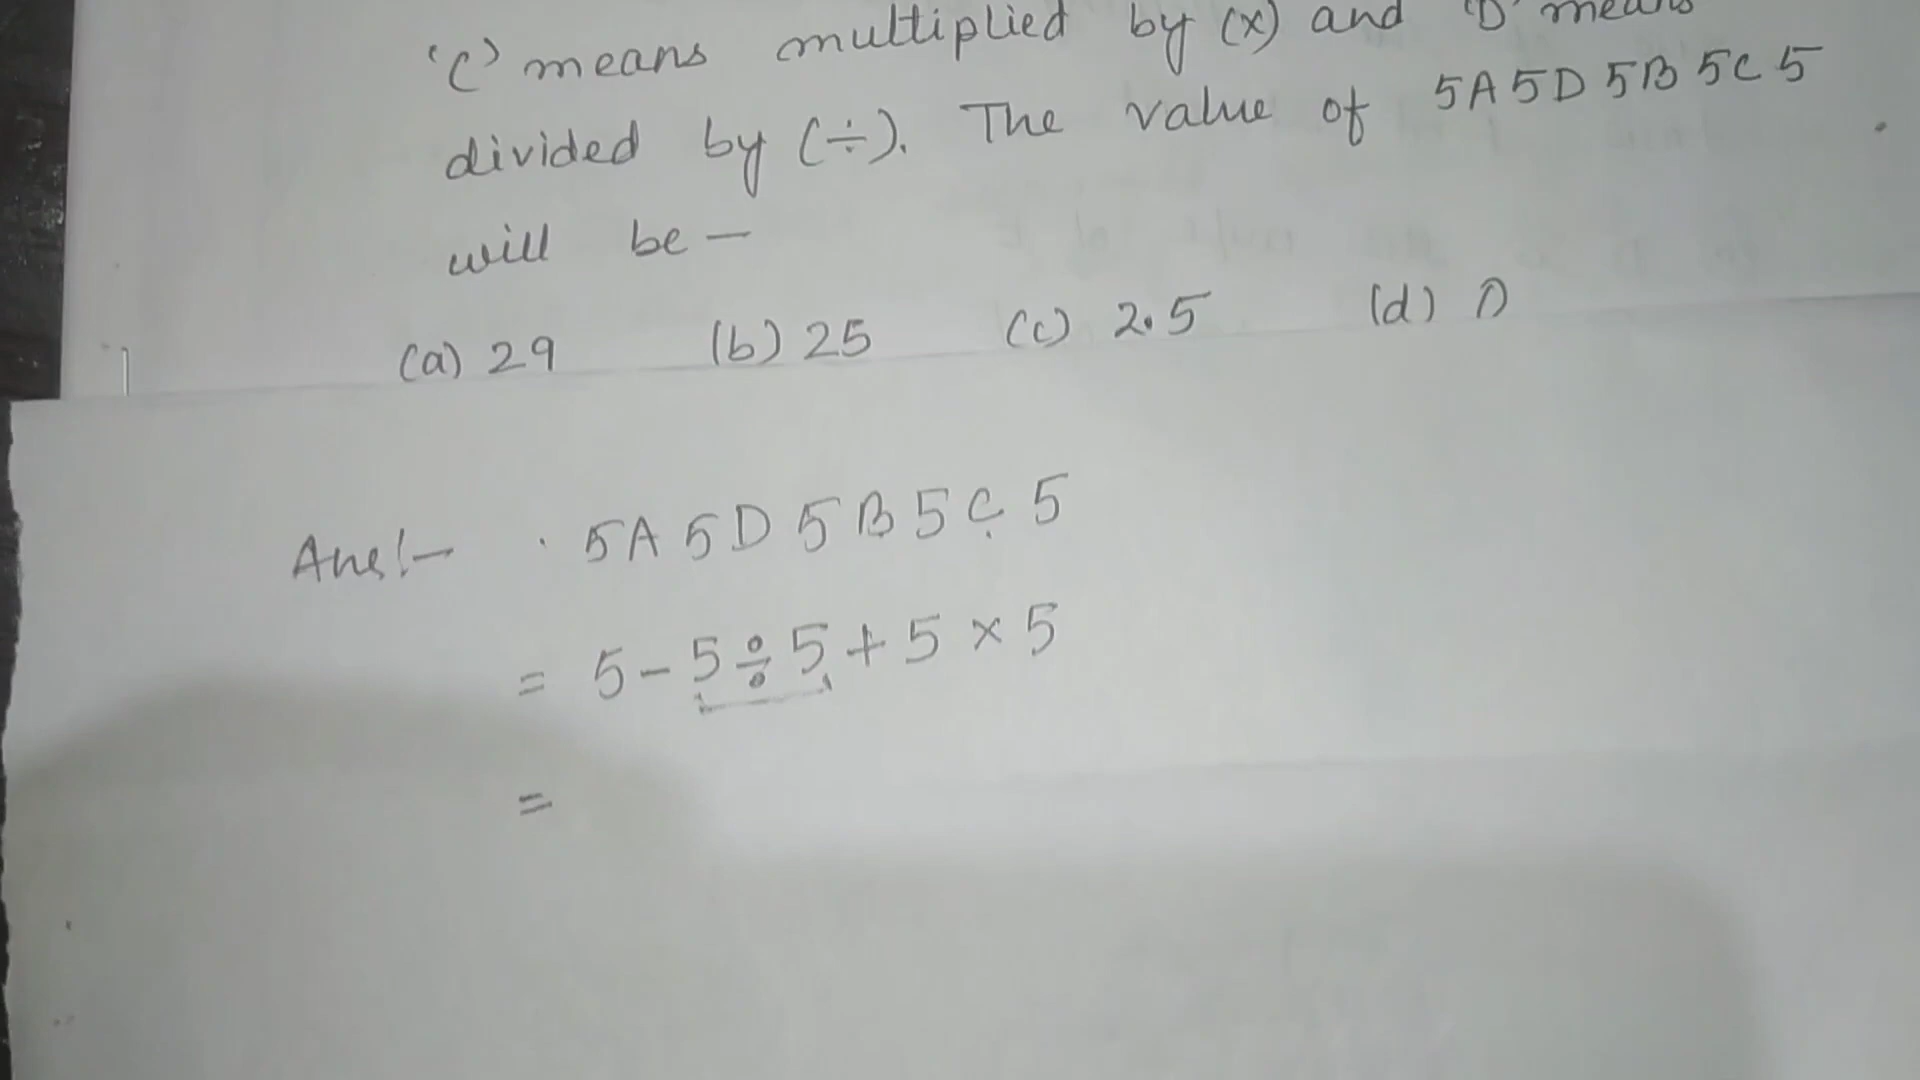 'C' means multiplied by (x) and 'D' means
divided by (÷). The value of 5A5D5B5C5
will be —
(a) 29 (b) 25 (c) 2.5 (d) 0
Ans!— 5A5D5B5C5
= 5-5÷5+5×5
=